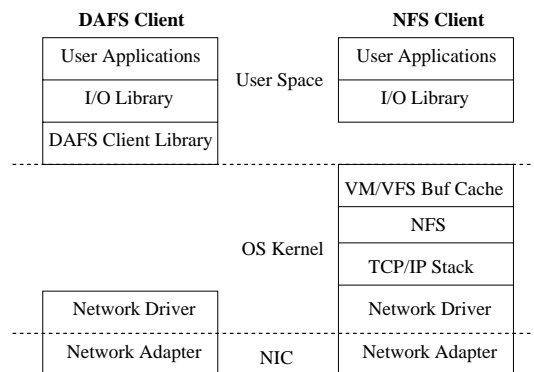 DAFS Client
NFS Client
User Applications
User Space
User Applications
I/O Library
I/O Library
DAFS Client Library
VM/VFS Buf Cache
NFS
OS Kernel
TCP/IP Stack
Network Driver
Network Driver
Network Adapter
NIC
Network Adapter